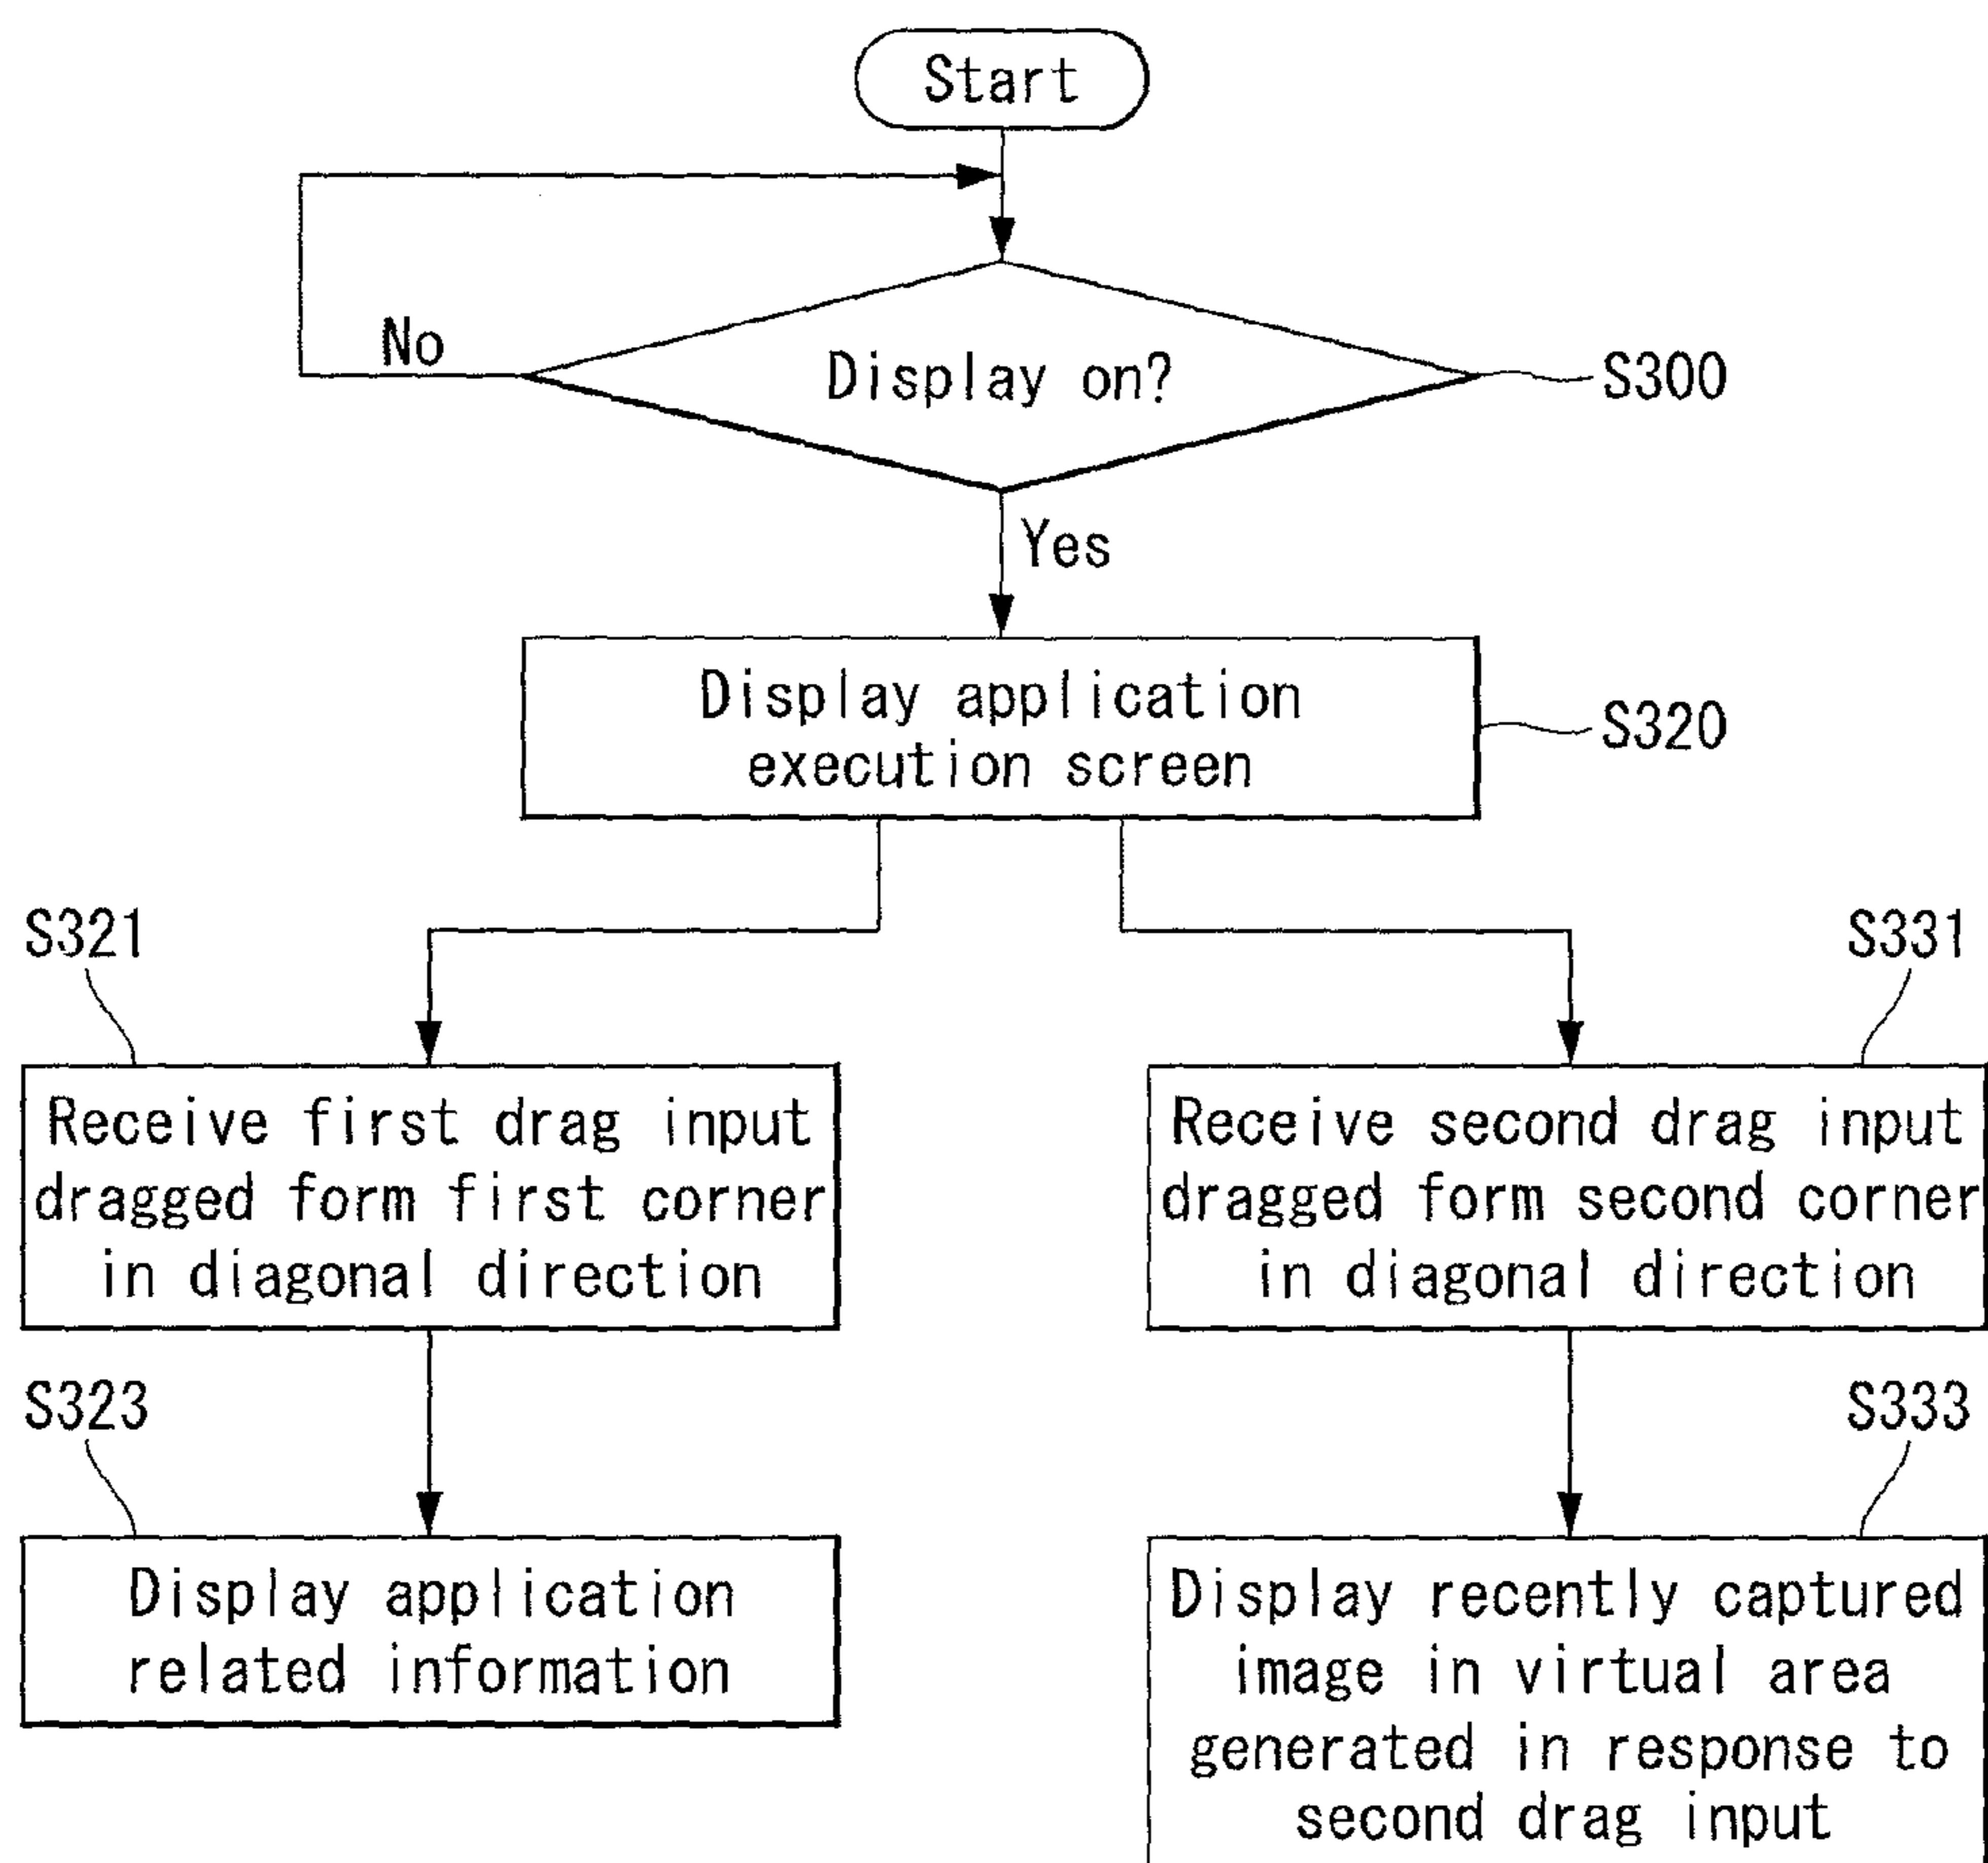 Start
No
Display on?
S300
Yes
Display application
execution screen
S320
S321
Receive first drag input
dragged form first corner
in diagonal direction
S331
Receive second drag input
dragged form second corner
in diagonal direction
S323
Display application
related information
S333
Display recently captured
image in virtual area
generated in response to
second drag input